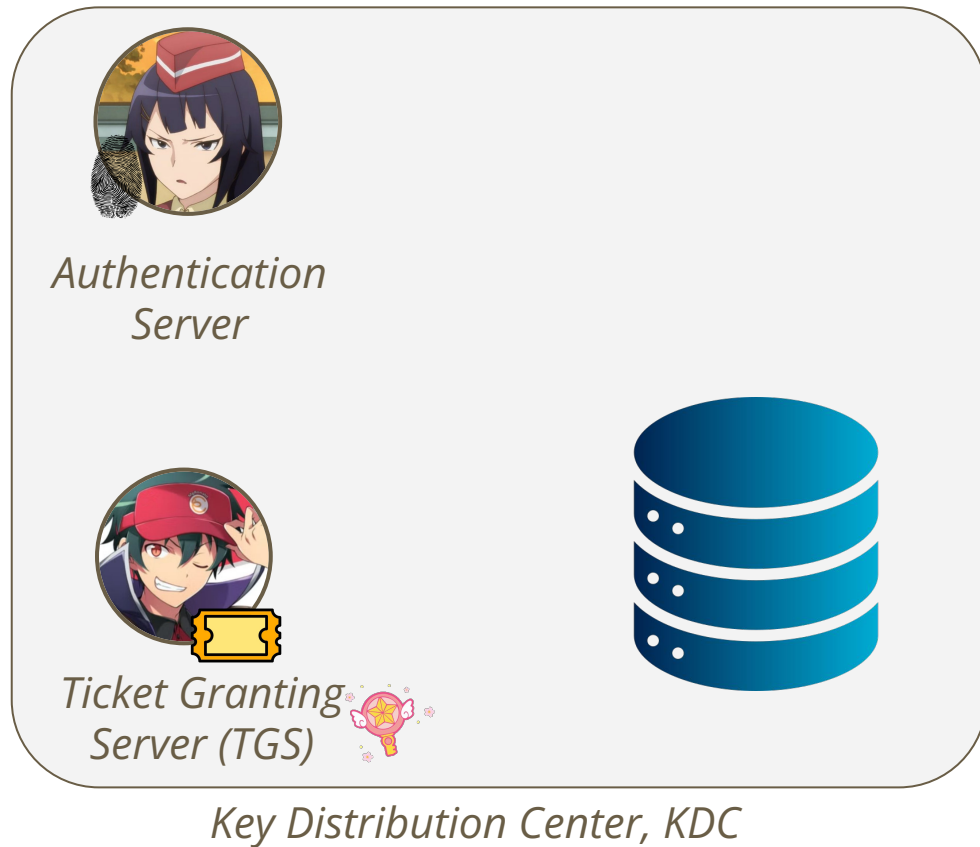 Authentication
Server
Ticket Granting
Server (TGS)
Key Distribution Center, KDC